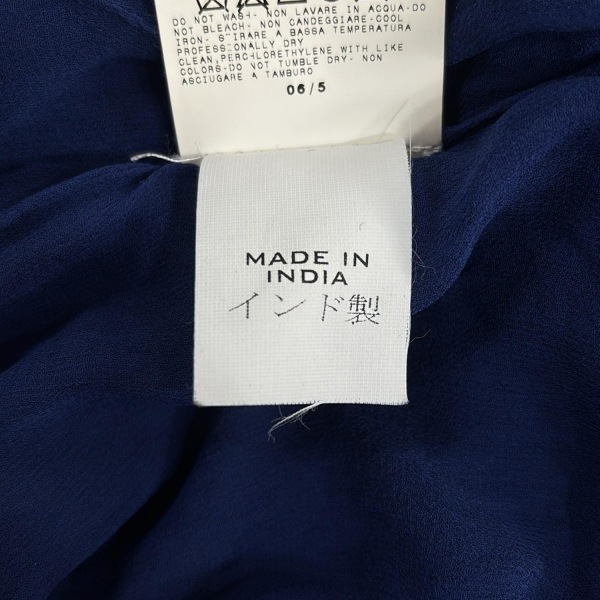 DO NOT WASH- NON LAVARE IN ACQUA-DO
NOT BLEACH- NON CANDEGGIARE-COOL
IRON- STIRARE A BASSA TEMPERATURA
PROFESSIONALLY DRY
CLEAN,PERCHLORETHYLENE WITH LIKE
COLORS-DO NOT TUMBLE DRY- NON
ASCIUGARE A TAMBURO
06/5
MADE IN
INDIA
インド製